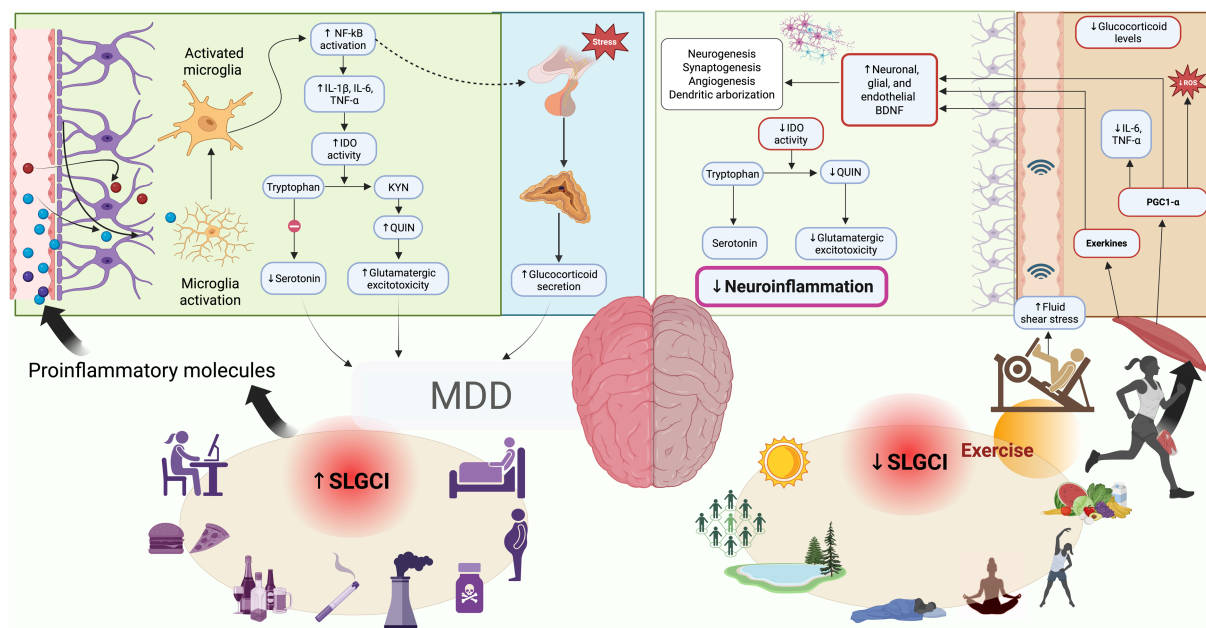 Activated
microglia
Microglia
activation
↑ NF-kB
activation
↑IL-1β, IL-6,
TNF-α
↑IDO
activity
Tryptophan
KYN
↑QUIN
↓Serotonin
↑Glutamergic
excitotoxicity
Stress
↑Glucocorticoid
secretion
Proinflammatory molecules
MDD
↑SLGCI
Neurogenesis
Synaptogenesis
Angiogenesis
Dendritic arborization
↑Neuronal,
glial, and
endothelial
BDNF
↓IDO
activity
Tryptophan
↓QUIN
Serotonin
↓Glutamergic
excitotoxicity
↓Neuroinflammation
↓Glucocorticoid
levels
↓ROS
↓IL-6,
TNF-α
PGC1-α
Exerkines
↑Fluid
shear stress
↓SLGCI
Exercise